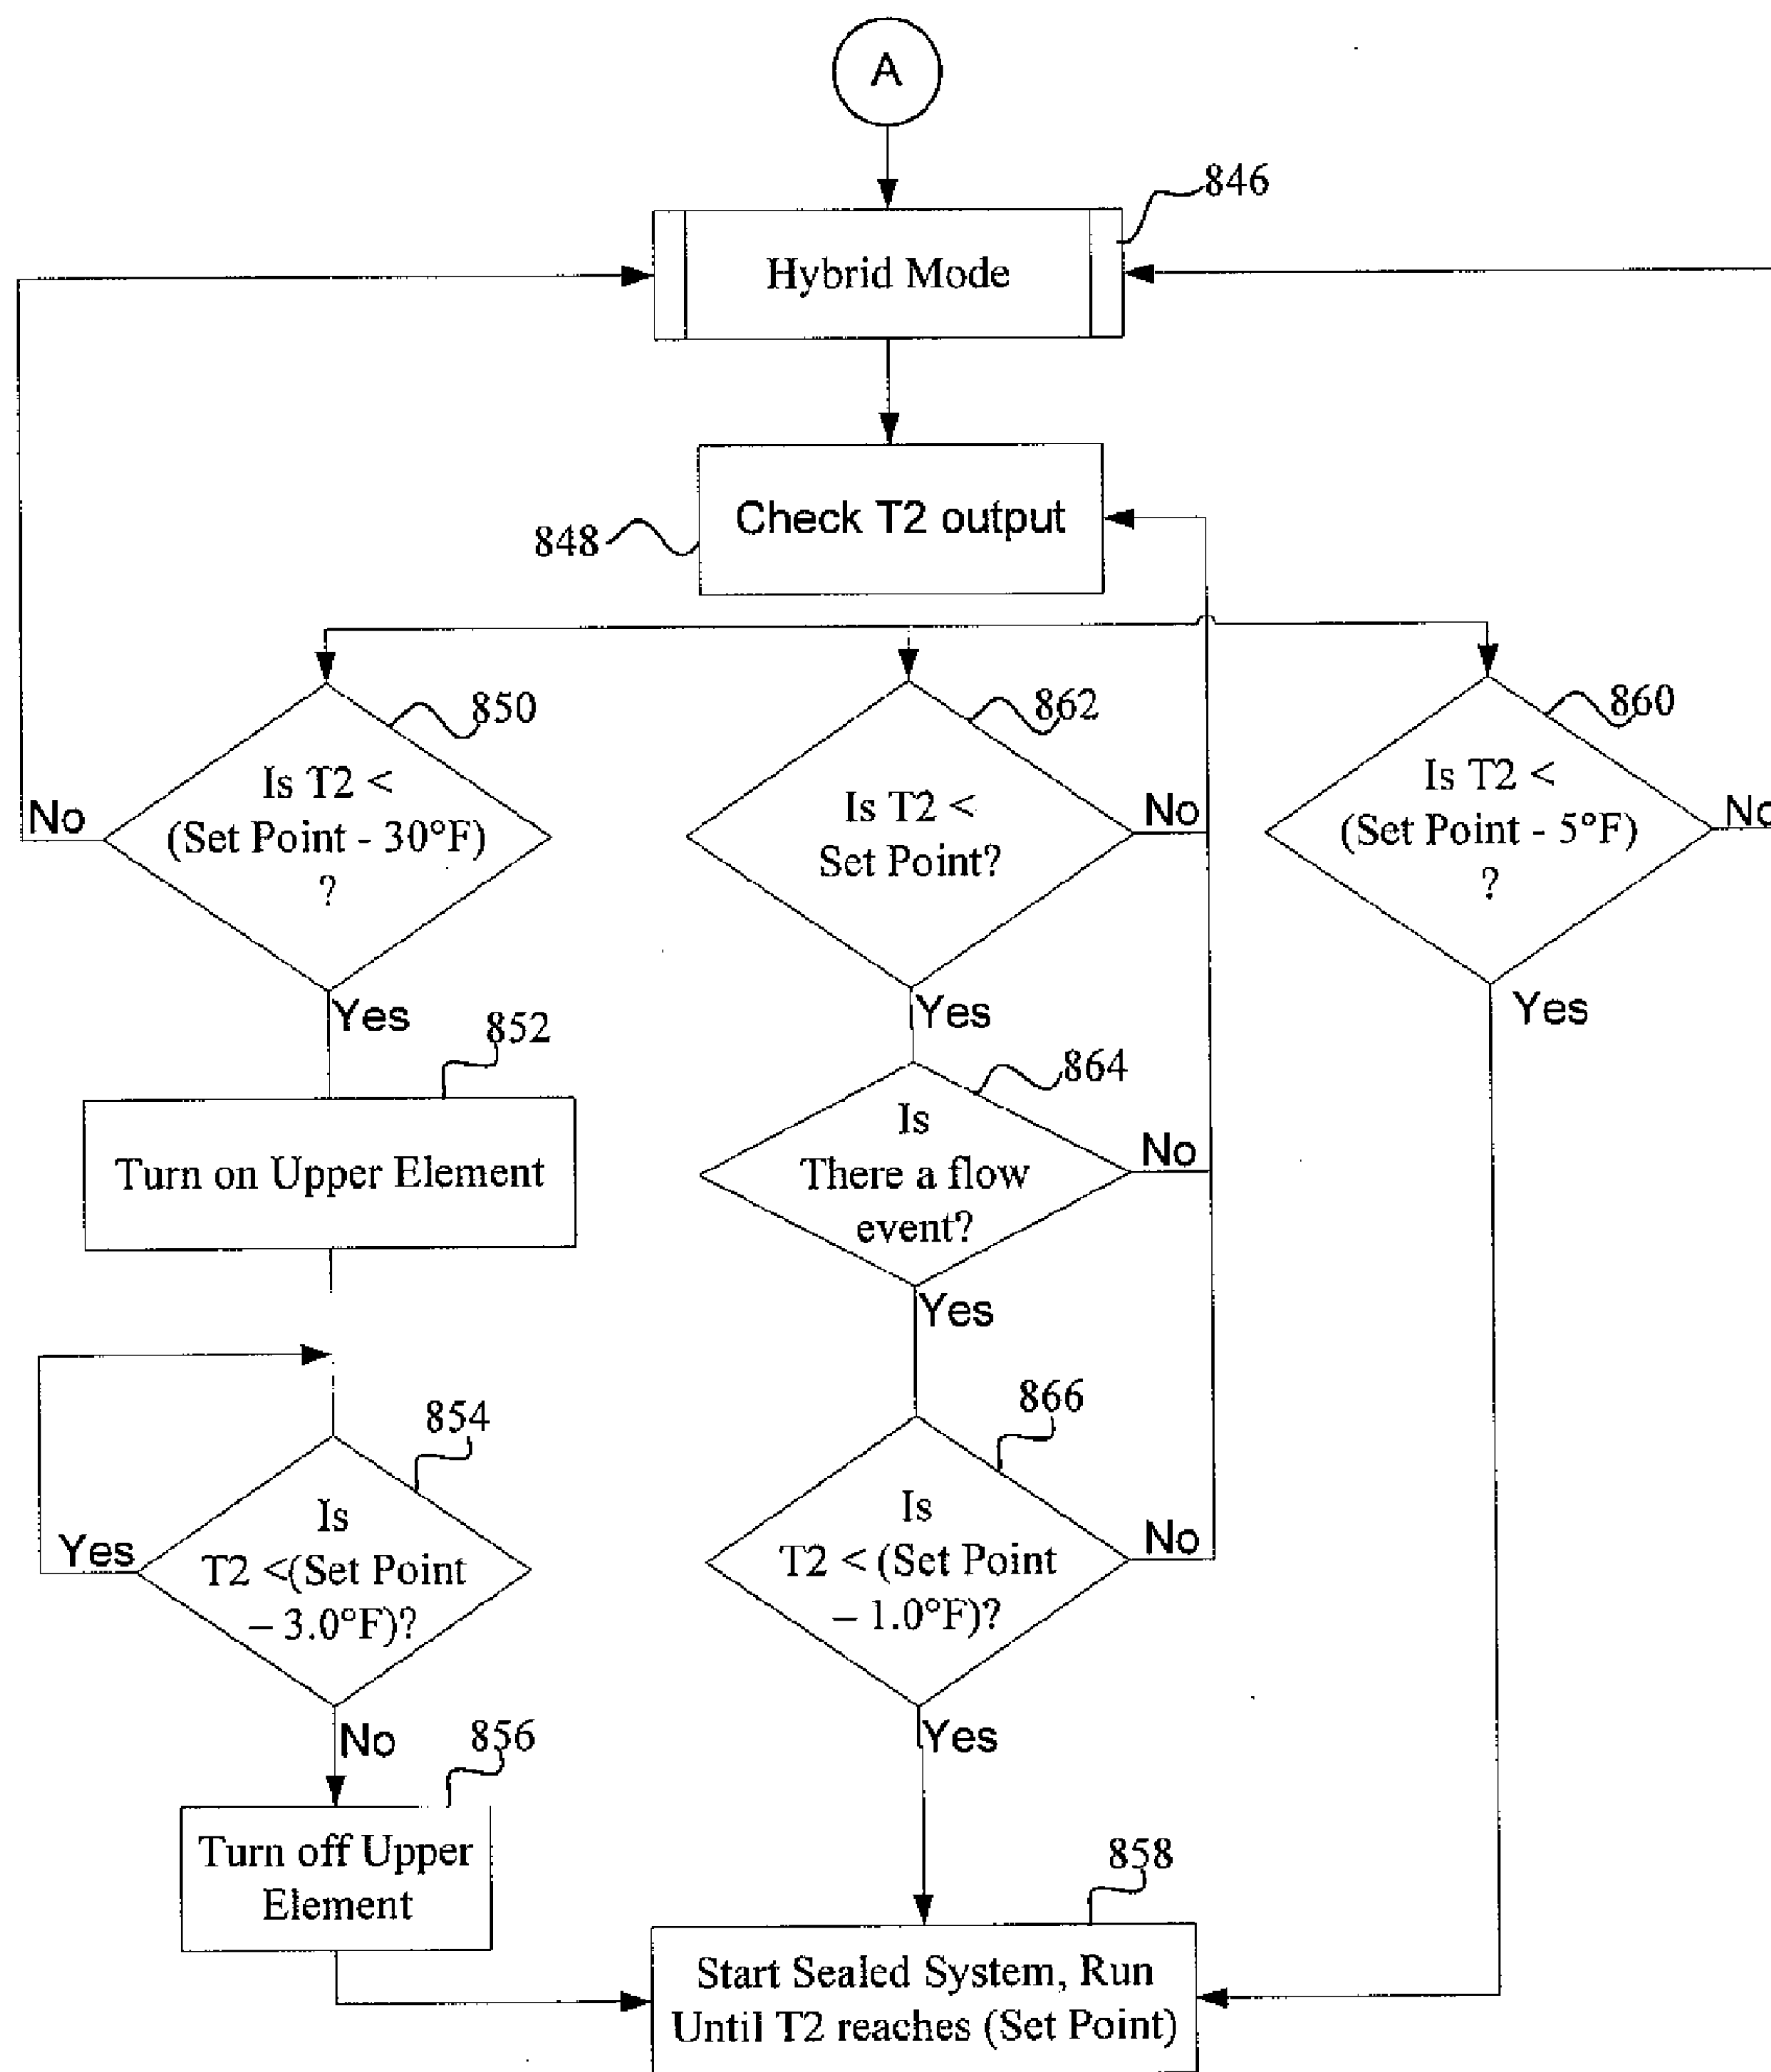 A
846
Hybrid Mode
848
Check T2 output
850
Is T2 <
(Set Point - 30°F)
?
No
Yes
862
Is T2 <
Set Point?
No
Yes
860
Is T2 <
(Set Point - 5°F)
?
No
Yes
852
Turn on Upper Element
864
Is
There a flow
event?
No
Yes
854
Is
T2 <(Set Point
– 3.0°F)?
Yes
No
866
Is
T2 < (Set Point
– 1.0°F)?
No
Yes
856
Turn off Upper
Element
858
Start Sealed System, Run
Until T2 reaches (Set Point)